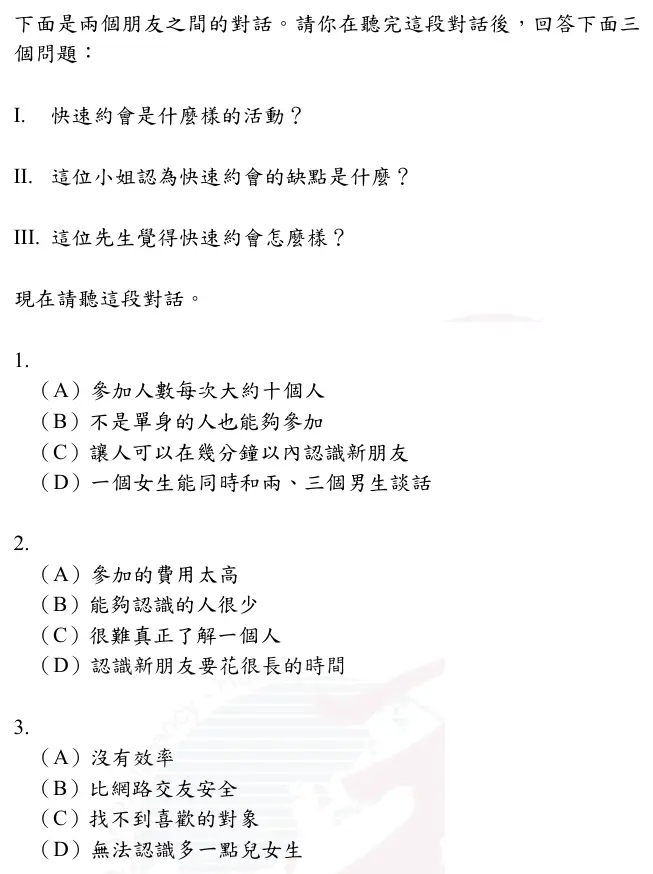 下面是兩個朋友之間的對話。請你在聽完這段對話後，回答下面三
個問題：
I. 快速約會是什麼樣的活動？
II. 這位小姐認為快速約會的缺點是什麼？
III. 這位先生覺得快速約會怎麼樣？
現在請聽這段對話。
1.
（A）參加人數每次大約十個人
（B）不是單身的人也能夠參加
（C）讓人可以在幾分鐘以內認識新朋友
（D）一個女生能同時和兩、三個男生談話
2.
（A）參加的費用太高
（B）能夠認識的人很少
（C）很難真正了解一個人
（D）認識新朋友要花很長的時間
3.
（A）沒有效率
（B）比網路交友安全
（C）找不到喜歡的對象
（D）無法認識多一點兒女生